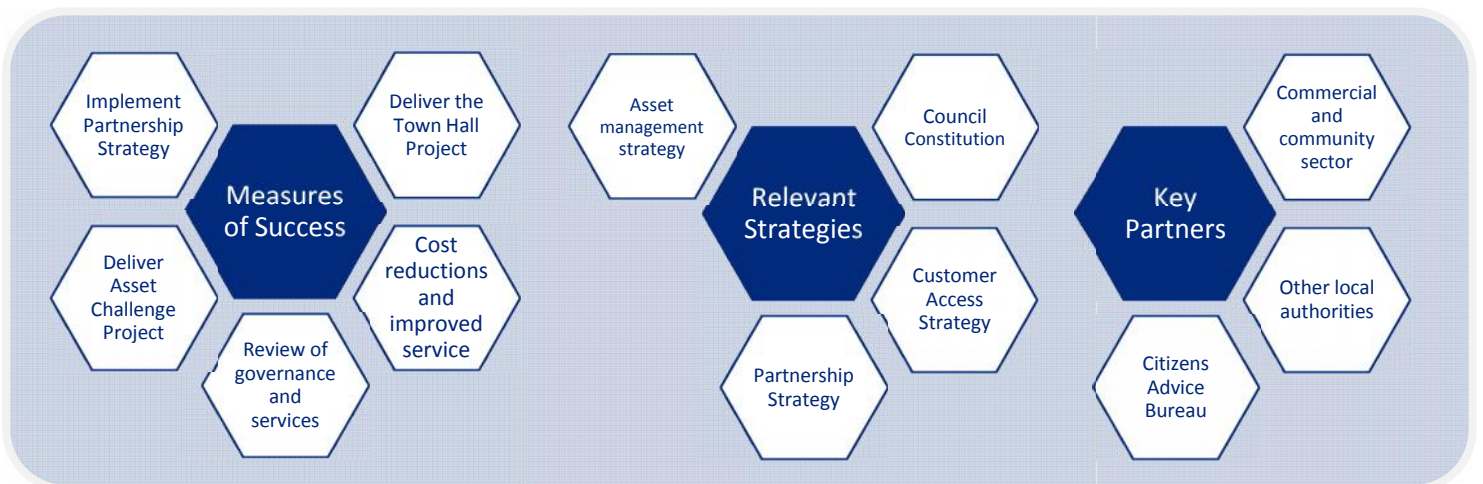 Implement
Partnership
Strategy
Deliver the
Town Hall
Project
Measures
of Success
Deliver
Asset
Challenge
Project
Cost
reductions
and
improved
service
Review of
governance
and
services
Asset
management
strategy
Council
Constitution
Relevant
Strategies
Customer
Access
Strategy
Partnership
Strategy
Commercial
and
community
sector
Key
Partners
Other local
authorities
Citizens
Advice
Bureau